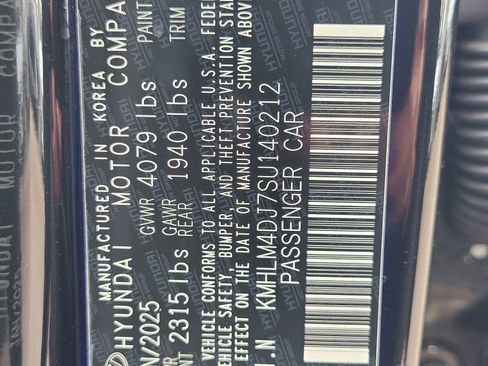 MANUFACTURED IN KOREA BY
HYUNDAI MOTOR COMPA
N/2025 GVWR 4079 lbs PAINT
NT 2315 lbs GAWR REAR 1940 lbs TRIM
VEHICLE CONFORMS TO ALL APPLICABLE U.S.A. FEDE
VEHICLE SAFETY, BUMPER AND THEFT PREVENTION STAN
EFFECT ON THE DATE OF MANUFACTURE SHOWN ABOV
: KMHLM4DJ7SU140212
PASSENGER CAR
I.N